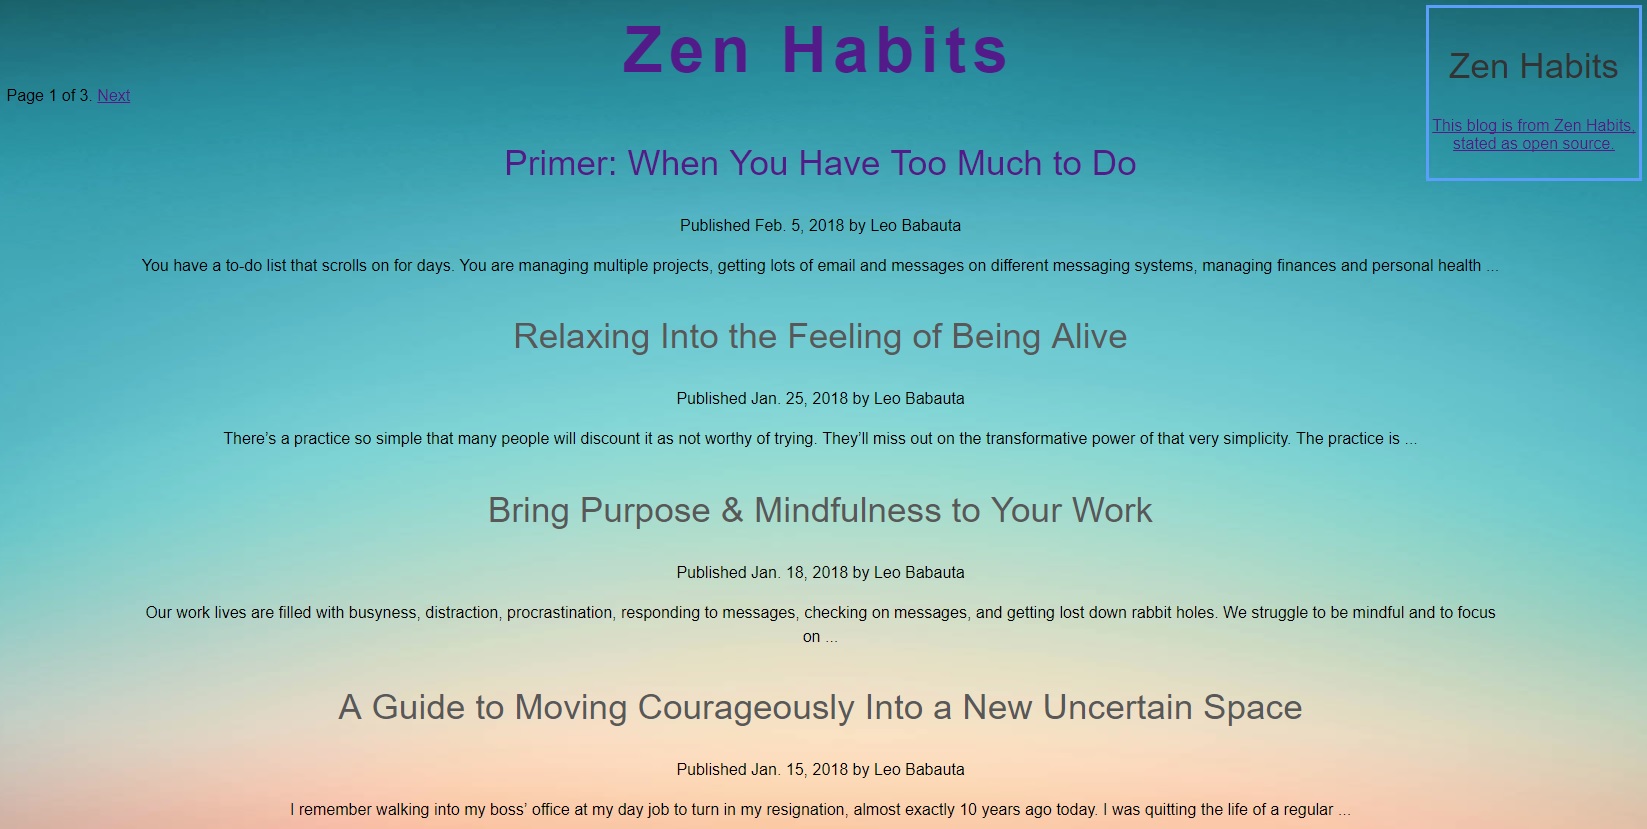 Zen Habits
Page 1 of 3. Next
Zen Habits
This blog is from Zen Habits,
stated as open source.
Primer: When You Have Too Much to Do
Published Feb. 5, 2018 by Leo Babauta
You have a to-do list that scrolls on for days. You are managing multiple projects, getting lots of email and messages on different messaging systems, managing finances and personal health ...
Relaxing Into the Feeling of Being Alive
Published Jan. 25, 2018 by Leo Babauta
There’s a practice so simple that many people will discount it as not worthy of trying. They’ll miss out on the transformative power of that very simplicity. The practice is ...
Bring Purpose & Mindfulness to Your Work
Published Jan. 18, 2018 by Leo Babauta
Our work lives are filled with busyness, distraction, procrastination, responding to messages, checking on messages, and getting lost down rabbit holes. We struggle to be mindful and to focus
on ...
A Guide to Moving Courageously Into a New Uncertain Space
Published Jan. 15, 2018 by Leo Babauta
I remember walking into my boss’ office at my day job to turn in my resignation, almost exactly 10 years ago today. I was quitting the life of a regular ...